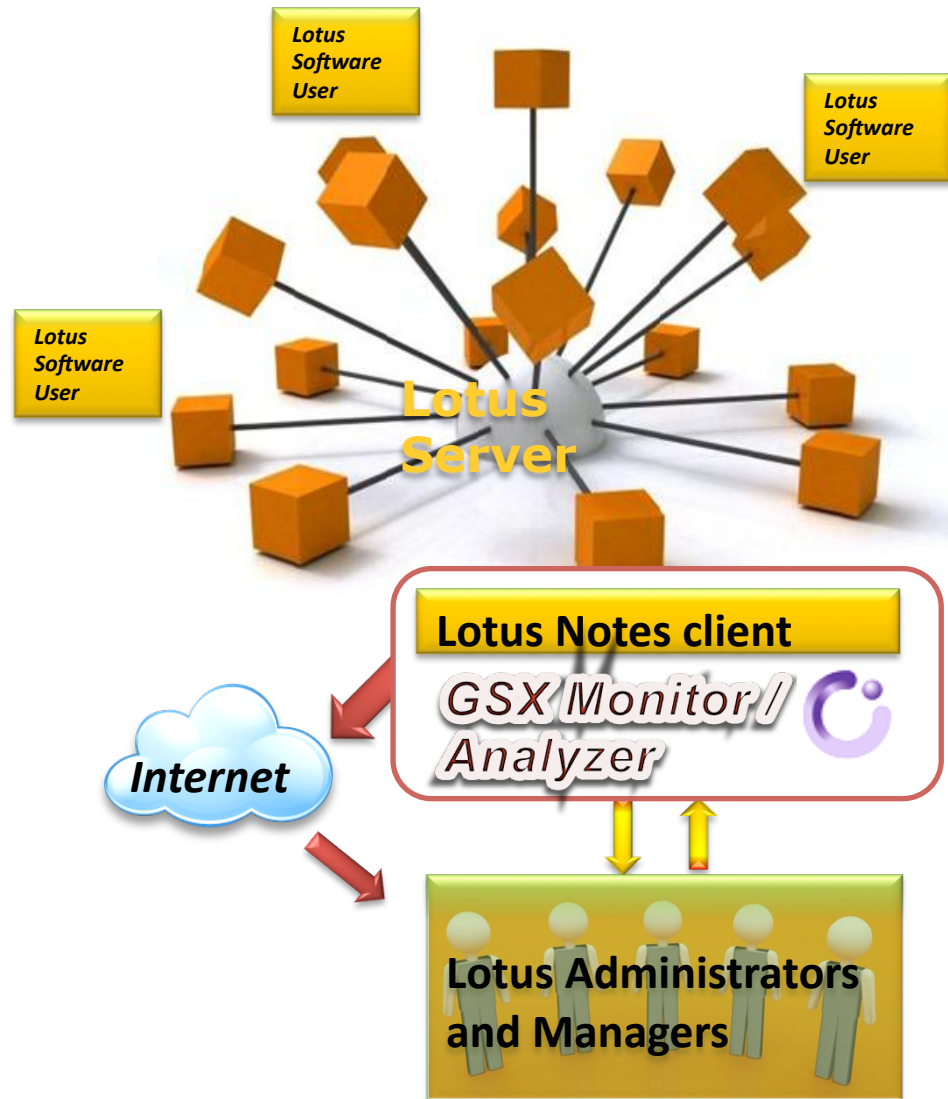 Lotus
Software
User
Lotus
Software
User
Lotus
Software
User
Lotus
Server
Lotus Notes client
GSX Monitor /
Analyzer
Internet
Lotus Administrators
and Managers